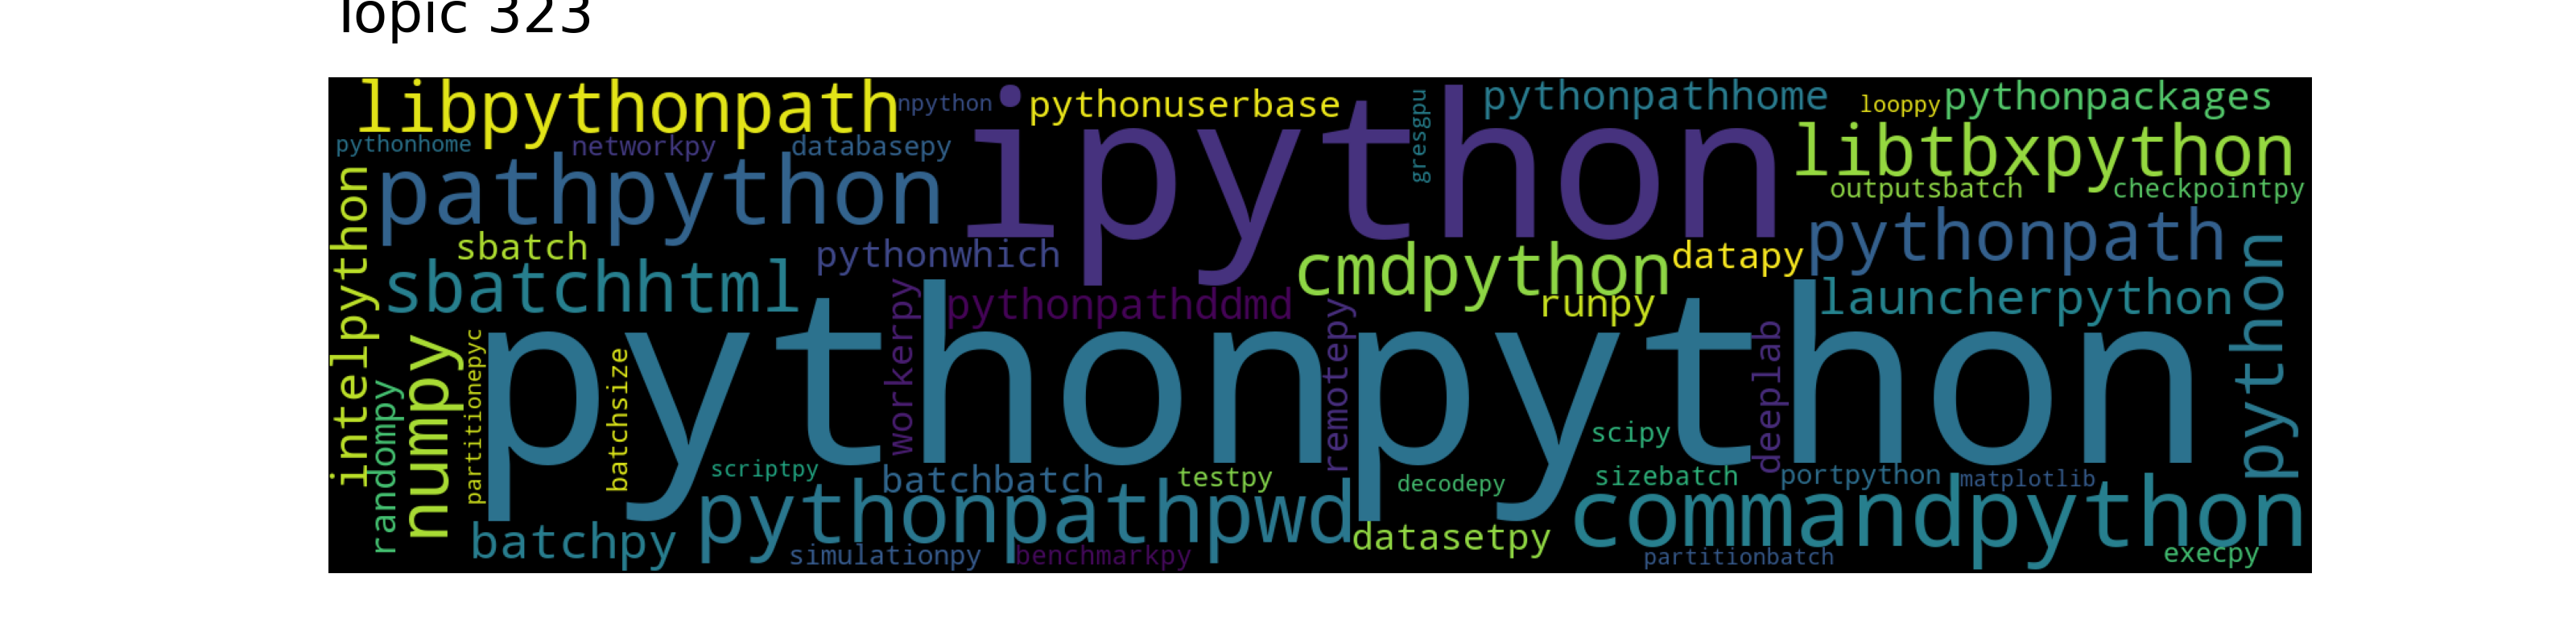 Topic 323
libpythonpath
npython
pythonuserbase
gresgpu
pythonpathhome
looppy
pythonpackages
pythonhome
networkpy
databasepy
ipython
libtbxpython
pathpython
outputsbatch
checkpointpy
intelpython
sbatch
pythonwhich
cmdpython
datapy
pythonpath
sbatchhtml
workerpy
pythonpathddmd
remotepy
runpy
launcherpython
python
randompy
numpy
partitionepyc
batchsize
pythonpython
deeplab
scipy
scriptpy
batchbatch
testpy
decodepy
sizebatch
portpython
matplotlib
batchpy
pythonpathpwd
datasetpy
commandpython
simulationpy
benchmarkpy
partitionbatch
execpy